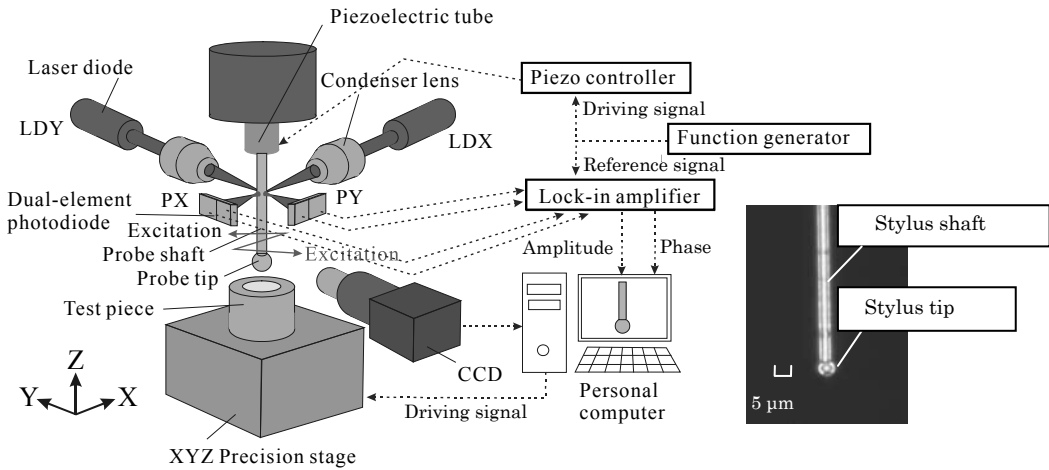 Piezoelectric tube
Laser diode
Condenser lens
LDY
LDX
Piezo controller
Driving signal
Function generator
Reference signal
Lock-in amplifier
PX
PY
Dual-element
photodiode
Excitation
Probe shaft
Excitation
Probe tip
Amplitude
Phase
Test piece
CCD
Personal
computer
Driving signal
XYZ Precision stage
Z
Y
X
Stylus shaft
Stylus tip
5 µm